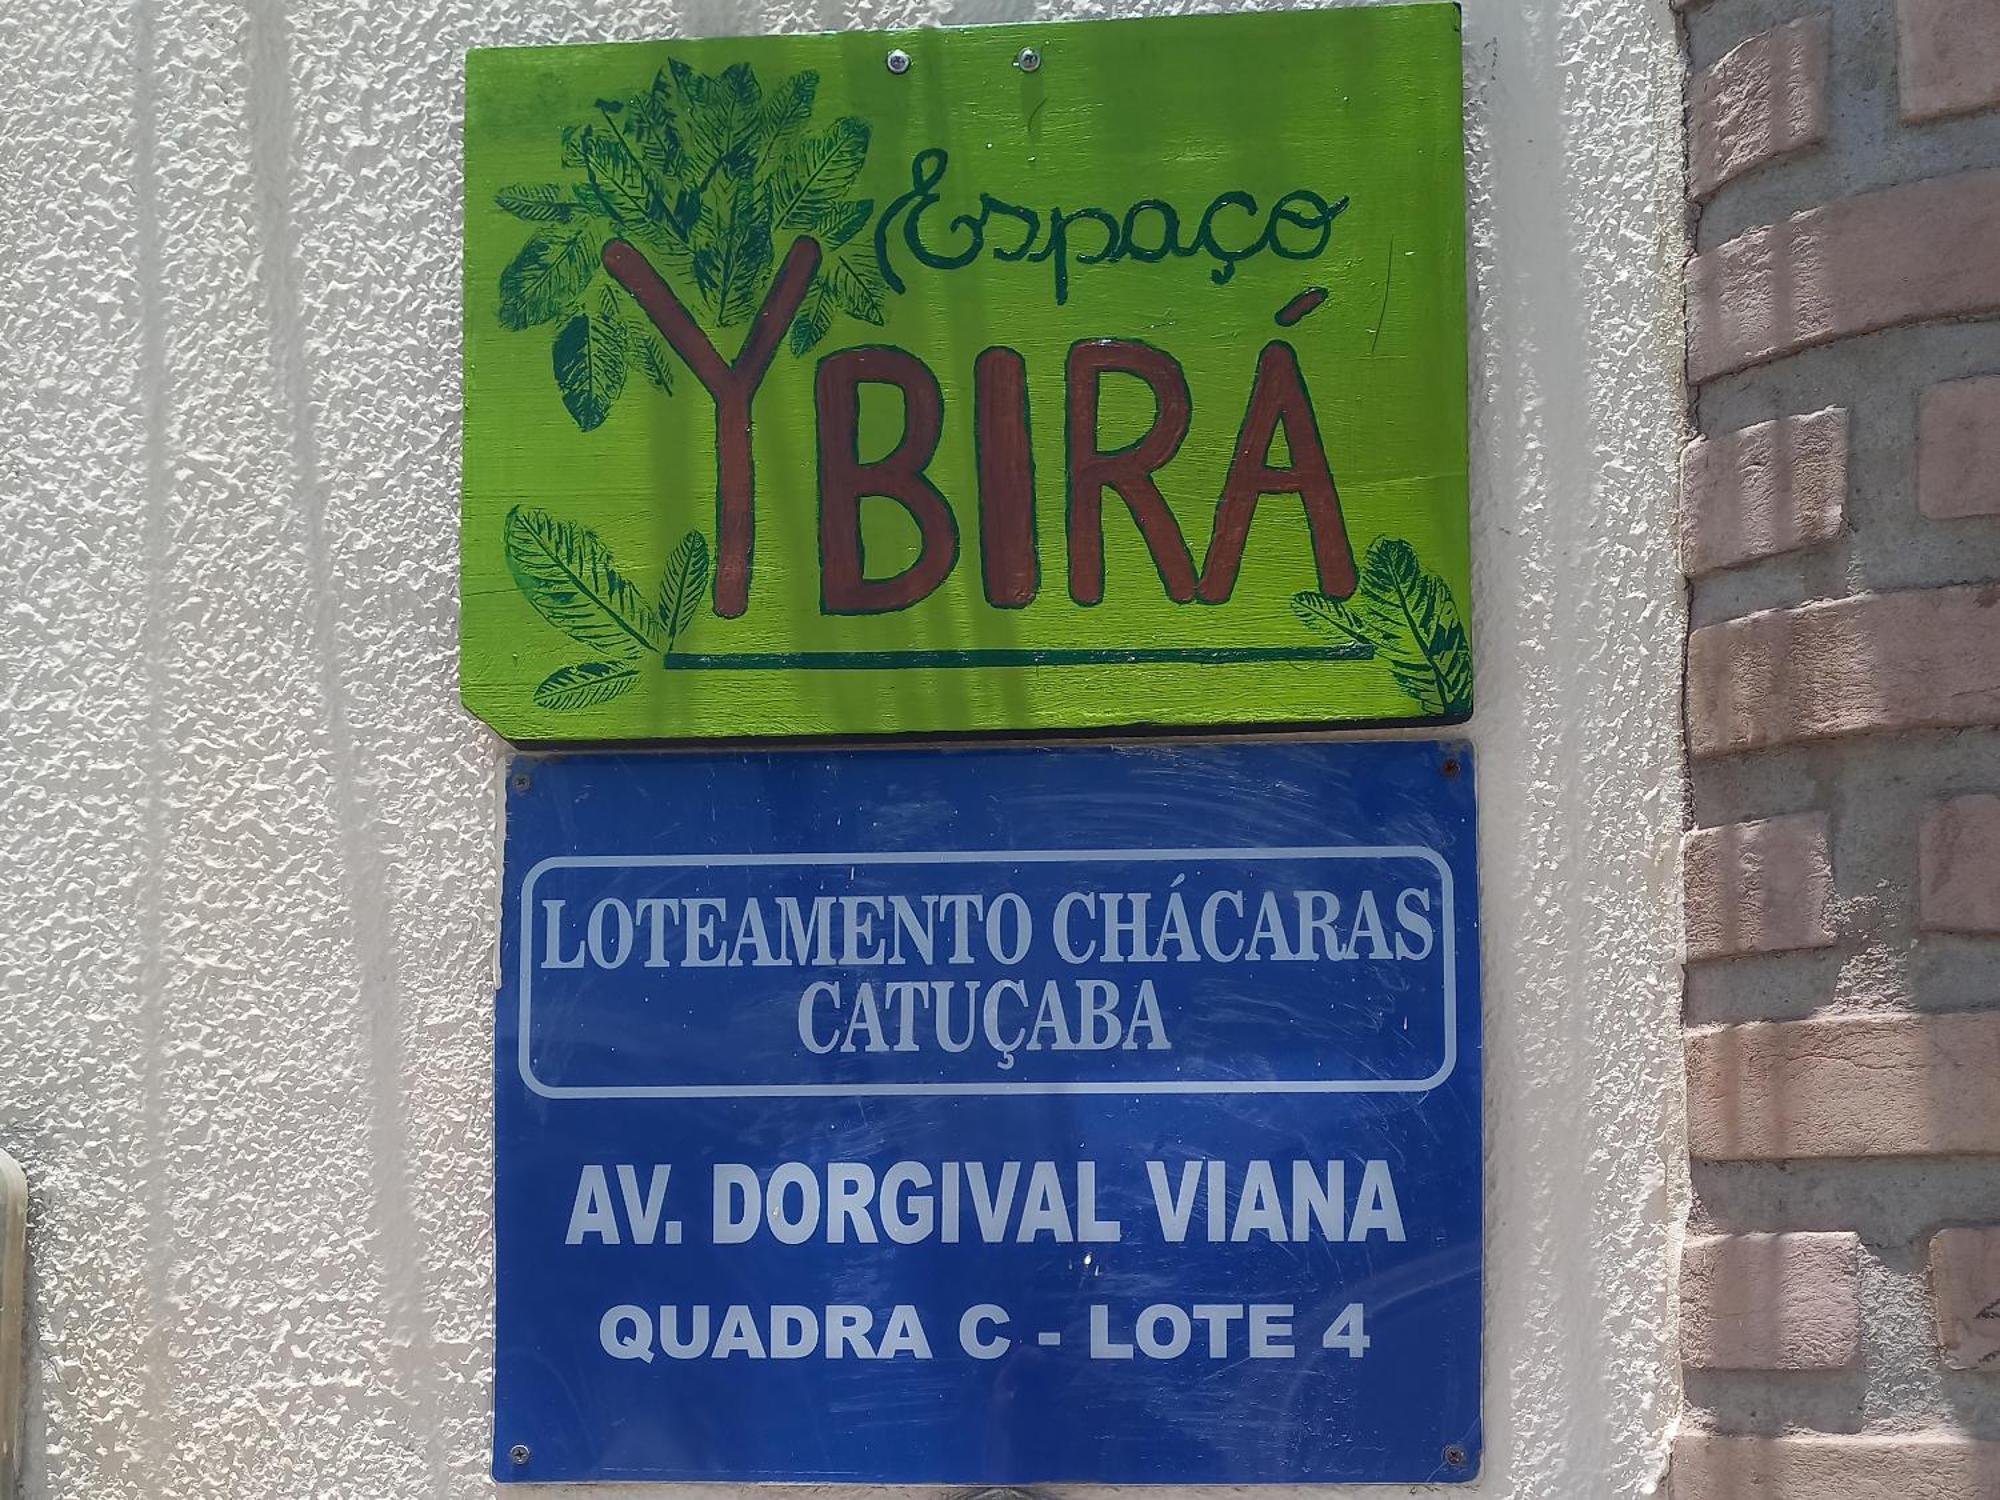 Espaço
YBIRÁ
LOTEAMENTO CHÁCARAS
CATUÇABA
AV. DORGIVAL VIANA
QUADRA C - LOTE 4